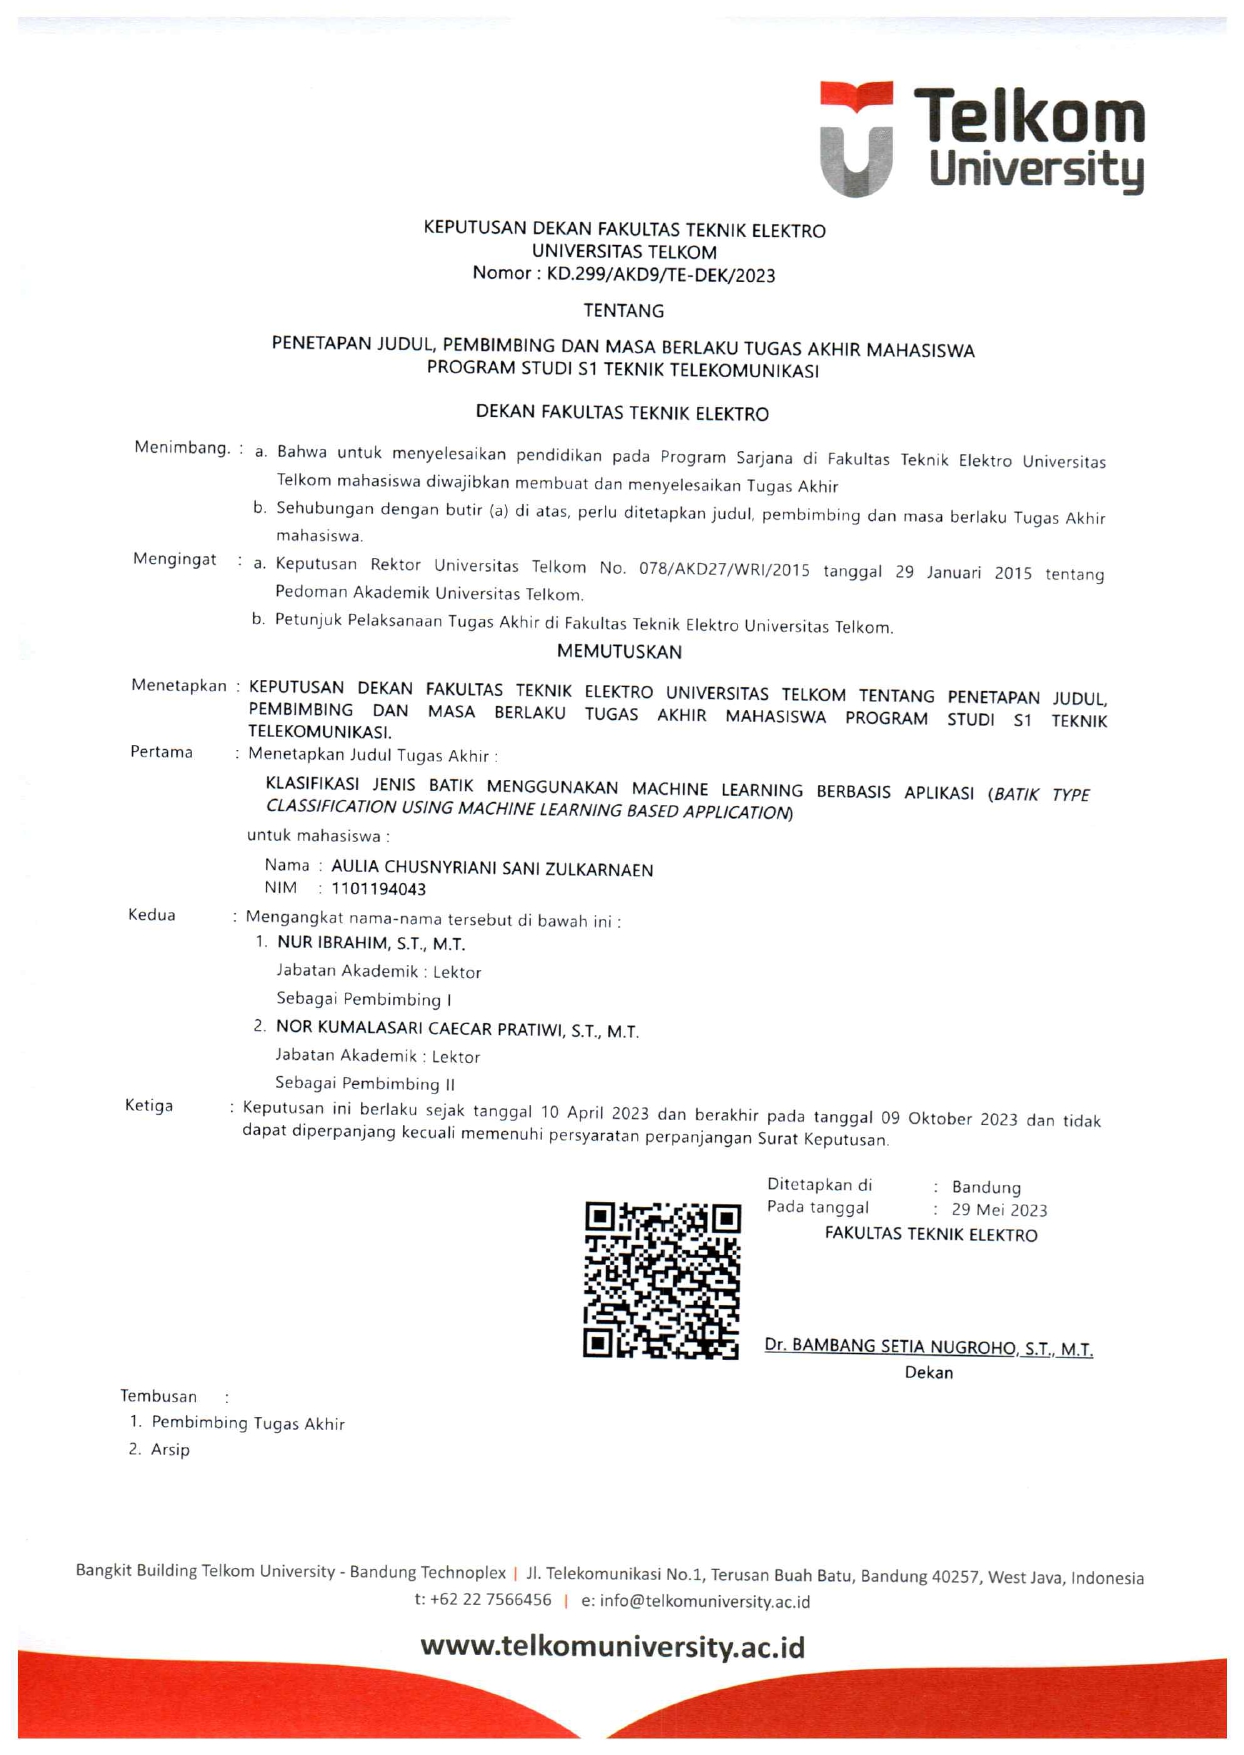 Telkom
University
KEPUTUSAN DEKAN FAKULTAS TEKNIK ELEKTRO
UNIVERSITAS TELKOM
Nomor : KD.299/AKD9/TE-DEK/2023
TENTANG
PENETAPAN JUDUL, PEMBIMBING DAN MASA BERLAKU TUGAS AKHIR MAHASISWA
PROGRAM STUDI S1 TEKNIK TELEKOMUNIKASI
DEKAN FAKULTAS TEKNIK ELEKTRO
Menimbang. : a. Bahwa untuk menyelesaikan pendidikan pada Program Sarjana di Fakultas Teknik Elektro Universitas
Telkom mahasiswa diwajibkan membuat dan menyelesaikan Tugas Akhir
b. Sehubungan dengan butir (a) di atas, perlu ditetapkan judul, pembimbing dan masa berlaku Tugas Akhir
mahasiswa.
Mengingat : a. Keputusan Rektor Universitas Telkom No. 078/AKD27/WRI/2015 tanggal 29 Januari 2015 tentang
Pedoman Akademik Universitas Telkom.
b. Petunjuk Pelaksanaan Tugas Akhir di Fakultas Teknik Elektro Universitas Telkom.
MEMUTUSKAN
Menetapkan : KEPUTUSAN DEKAN FAKULTAS TEKNIK ELEKTRO UNIVERSITAS TELKOM TENTANG PENETAPAN JUDUL,
PEMBIMBING DAN MASA BERLAKU TUGAS AKHIR MAHASISWA PROGRAM STUDI S1 TEKNIK
TELEKOMUNIKASI.
Pertama : Menetapkan Judul Tugas Akhir :
KLASIFIKASI JENIS BATIK MENGGUNAKAN MACHINE LEARNING BERBASIS APLIKASI (BATIK TYPE
CLASSIFICATION USING MACHINE LEARNING BASED APPLICATION)
untuk mahasiswa :
Nama : AULIA CHUSNYRIANI SANI ZULKARNAEN
NIM : 1101194043
Kedua : Mengangkat nama-nama tersebut di bawah ini :
1. NUR IBRAHIM, S.T., M.T.
Jabatan Akademik : Lektor
Sebagai Pembimbing I
2. NOR KUMALASARI CAECAR PRATIWI, S.T., M.T.
Jabatan Akademik : Lektor
Sebagai Pembimbing II
Ketiga : Keputusan ini berlaku sejak tanggal 10 April 2023 dan berakhir pada tanggal 09 Oktober 2023 dan tidak
dapat diperpanjang kecuali memenuhi persyaratan perpanjangan Surat Keputusan.
Ditetapkan di : Bandung
Pada tanggal : 29 Mei 2023
FAKULTAS TEKNIK ELEKTRO
Dr. BAMBANG SETIA NUGROHO, S.T., M.T.
Dekan
Tembusan :
1. Pembimbing Tugas Akhir
2. Arsip
Bangkit Building Telkom University - Bandung Technoplex | Jl. Telekomunikasi No.1, Terusan Buah Batu, Bandung 40257, West Java, Indonesia
t: +62 22 7566456 | e: info@telkomuniversity.ac.id
www.telkomuniversity.ac.id